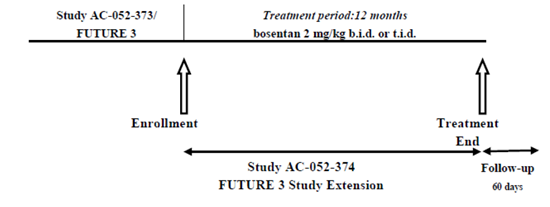 Study AC-052-373/
FUTURE 3
Treatment period:12 months
bosentan 2 mg/kg b.i.d. or t.i.d.
Enrollment
Treatment
End
Study AC-052-374
FUTURE 3 Study Extension
Follow-up
60 days